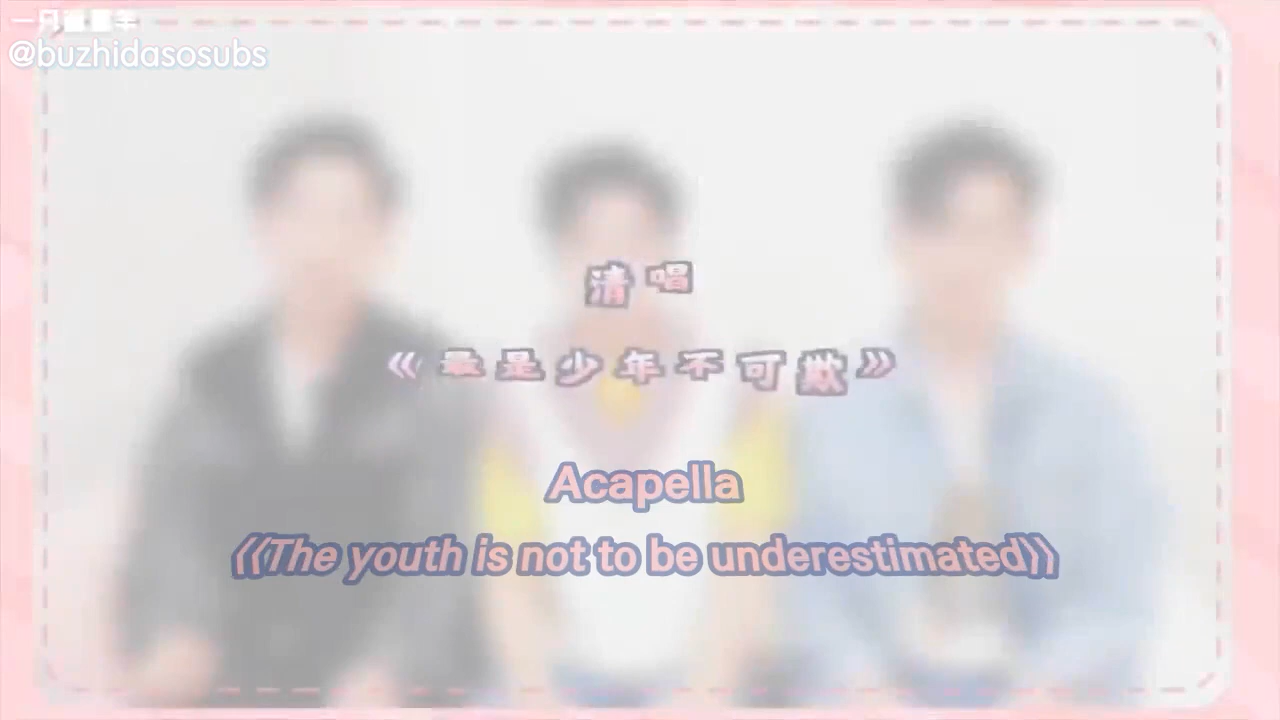 @buzhidasosubs
清唱
《最是少年不可欺》
Acapella
《The youth is not to be underestimated》